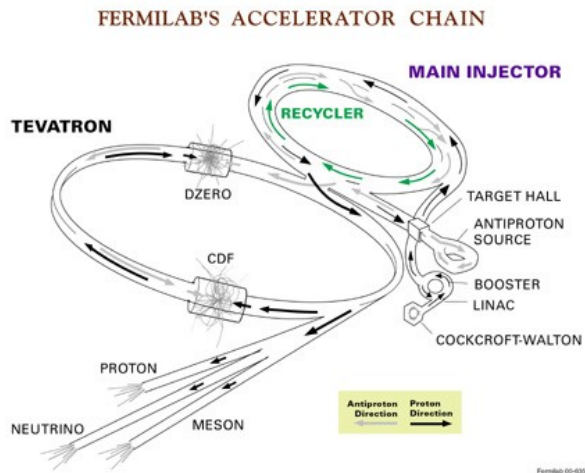 FERMILAB'S ACCELERATOR CHAIN
MAIN INJECTOR
RECYCLER
TEVATRON
DZERO
TARGET HALL
ANTIPROTON
SOURCE
CDF
BOOSTER
LINAC
COCKCROFT-WALTON
PROTON
NEUTRINO
MESON
Antiproton Proton
Direction Direction